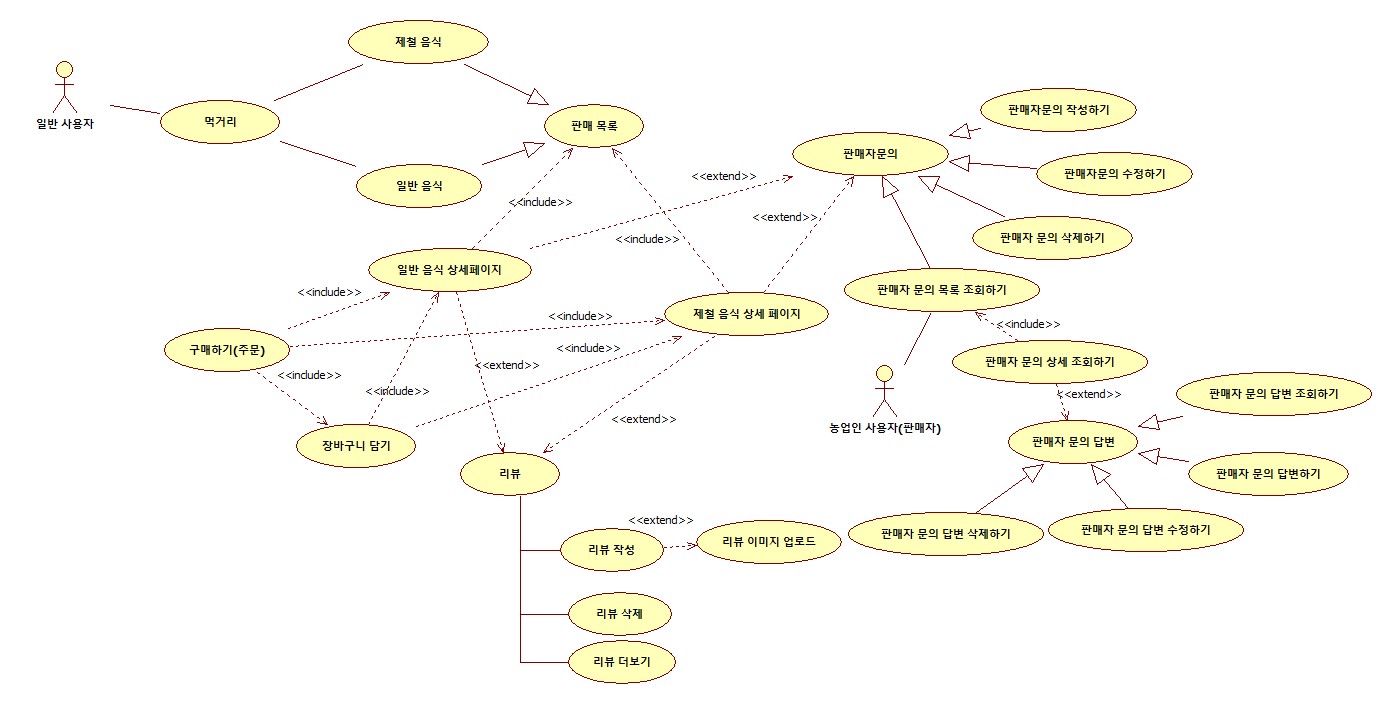 제철 음식
일반 사용자
먹거리
판매 목록
판매자문의 작성하기
판매자문의
일반 음식
<<extend>>
판매자문의 수정하기
<<include>>
<<extend>>
<<include>>
판매자 문의 삭제하기
일반 음식 상세페이지
<<include>>
판매자 문의 목록 조회하기
<<include>>
제철 음식 상세 페이지
<<include>>
구매하기(주문)
<<include>>
<<extend>>
판매자 문의 상세 조회하기
<<include>>
<<include>>
<<extend>>
판매자 문의 답변 조회하기
<<extend>>
농업인 사용자(판매자)
장바구니 담기
판매자 문의 답변
리뷰
판매자 문의 답변하기
<<extend>>
리뷰 작성
리뷰 이미지 업로드
판매자 문의 답변 삭제하기
판매자 문의 답변 수정하기
리뷰 삭제
리뷰 더보기